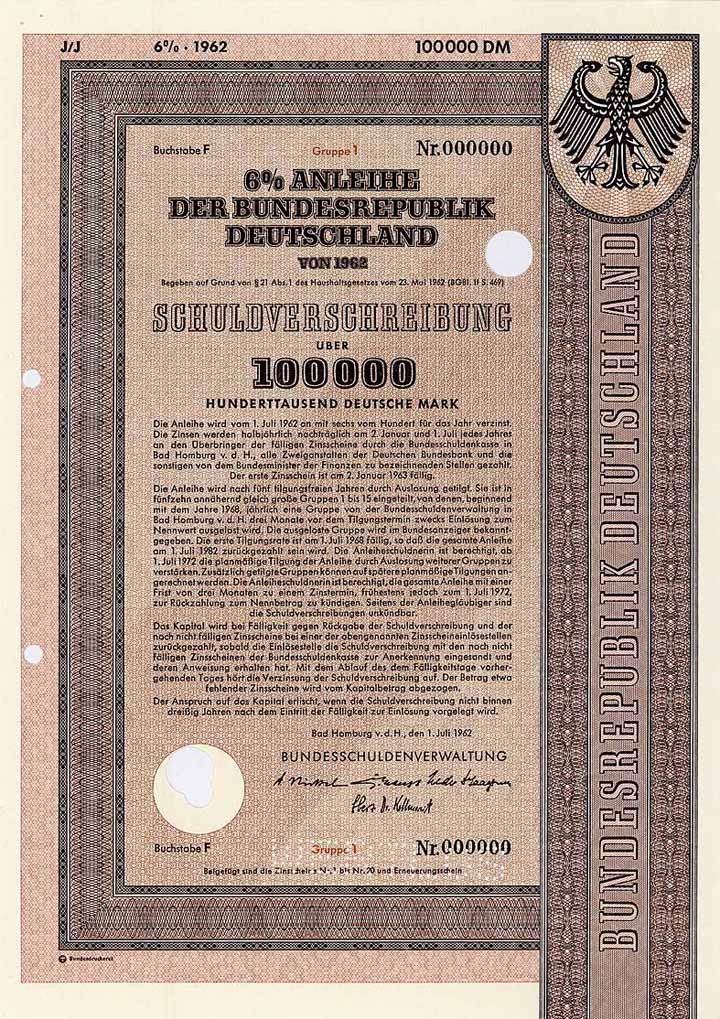 J/J 6% · 1962 100000 DM
Buchstabe F Gruppe 1 Nr. 000000
6% ANLEIHE
DER BUNDESREPUBLIK
DEUTSCHLAND
VON 1962
Begeben auf Grund von § 21 Abs. 1 des Haushaltsgesetzes vom 23. Mai 1962 (BGBl. II S. 469)
SCHULDVERSCHREIBUNG
ÜBER
100000
HUNDERTTAUSEND DEUTSCHE MARK
Die Anleihe wird vom 1. Juli 1962 an mit sechs vom Hundert für das Jahr verzinst.
Die Zinsen werden halbjährlich nachträglich am 2. Januar und 1. Juli jedes Jahres
an den Überbringer der fälligen Zinsscheine durch die Bundesschuldenkasse in
Bad Homburg v. d. H., alle Zweiganstalten der Deutschen Bundesbank und die
sonstigen vom Bundesminister der Finanzen zu bezeichnenden Stellen gezahlt.
Der erste Zinsschein ist am 2. Januar 1963 fällig.
Die Anleihe wird nach fünf tilgungsfreien Jahren durch Auslosung getilgt. Sie ist in
fünfzehn annähernd gleich große Gruppen 1 bis 15 eingeteilt, von denen, beginnend
mit dem Jahre 1968, jährlich eine Gruppe von der Bundesschuldenverwaltung in
Bad Homburg v. d. H. drei Monate vor dem Tilgungstermin zwecks Einlösung zum
Nennwert ausgelost wird. Die ausgeloste Gruppe wird im Bundesanzeiger bekannt-
gegeben. Die erste Tilgungsrate ist am 1. Juli 1968 fällig, so daß die gesamte Anleihe
am 1. Juli 1982 zurückgezahlt sein wird. Die Anleiheschuldnerin ist berechtigt, ab
1. Juli 1972 die planmäßige Tilgung der Anleihe durch Auslosung weiterer Gruppen zu
verstärken. Zusätzlich getilgte Gruppen können auf spätere planmäßige Tilgungen an-
gerechnet werden. Die Anleiheschuldnerin ist berechtigt, die gesamte Anleihe mit einer
Frist von drei Monaten zu einem Zinstermin, frühestens jedoch zum 1. Juli 1972,
zur Rückzahlung zum Nennbetrag zu kündigen. Seitens der Anleihegläubiger sind
die Schuldverschreibungen unkündbar.
Das Kapital wird bei Fälligkeit gegen Rückgabe der Schuldverschreibung und der
noch nicht fälligen Zinsscheine bei einer der obengenannten Zinsscheineinlösestellen
zurückgezahlt, sobald die Einlösestelle die Schuldverschreibung mit den noch nicht
fälligen Zinsscheinen der Bundesschuldenkasse zur Anerkennung eingesandt und
deren Anweisung erhalten hat. Mit dem Ablauf des dem Fälligkeitstage vorher-
gehenden Tages hört die Verzinsung der Schuldverschreibung auf. Der Betrag etwa
fehlender Zinsscheine wird vom Kapitalbetrag abgezogen.
Der Anspruch auf das Kapital erlischt, wenn die Schuldverschreibung nicht binnen
dreißig Jahren nach dem Eintritt der Fälligkeit zur Einlösung vorgelegt wird.
Bad Homburg v. d. H., den 1. Juli 1962
BUNDESSCHULDENVERWALTUNG
Buchstabe F Gruppe 1 Nr. 000000
Beigefügt sind die Zinsscheine Nr. 1 bis Nr. 20 und Erneuerungsschein
Bundesdruckerei
BUNDESREPUBLIK DEUTSCHLAND